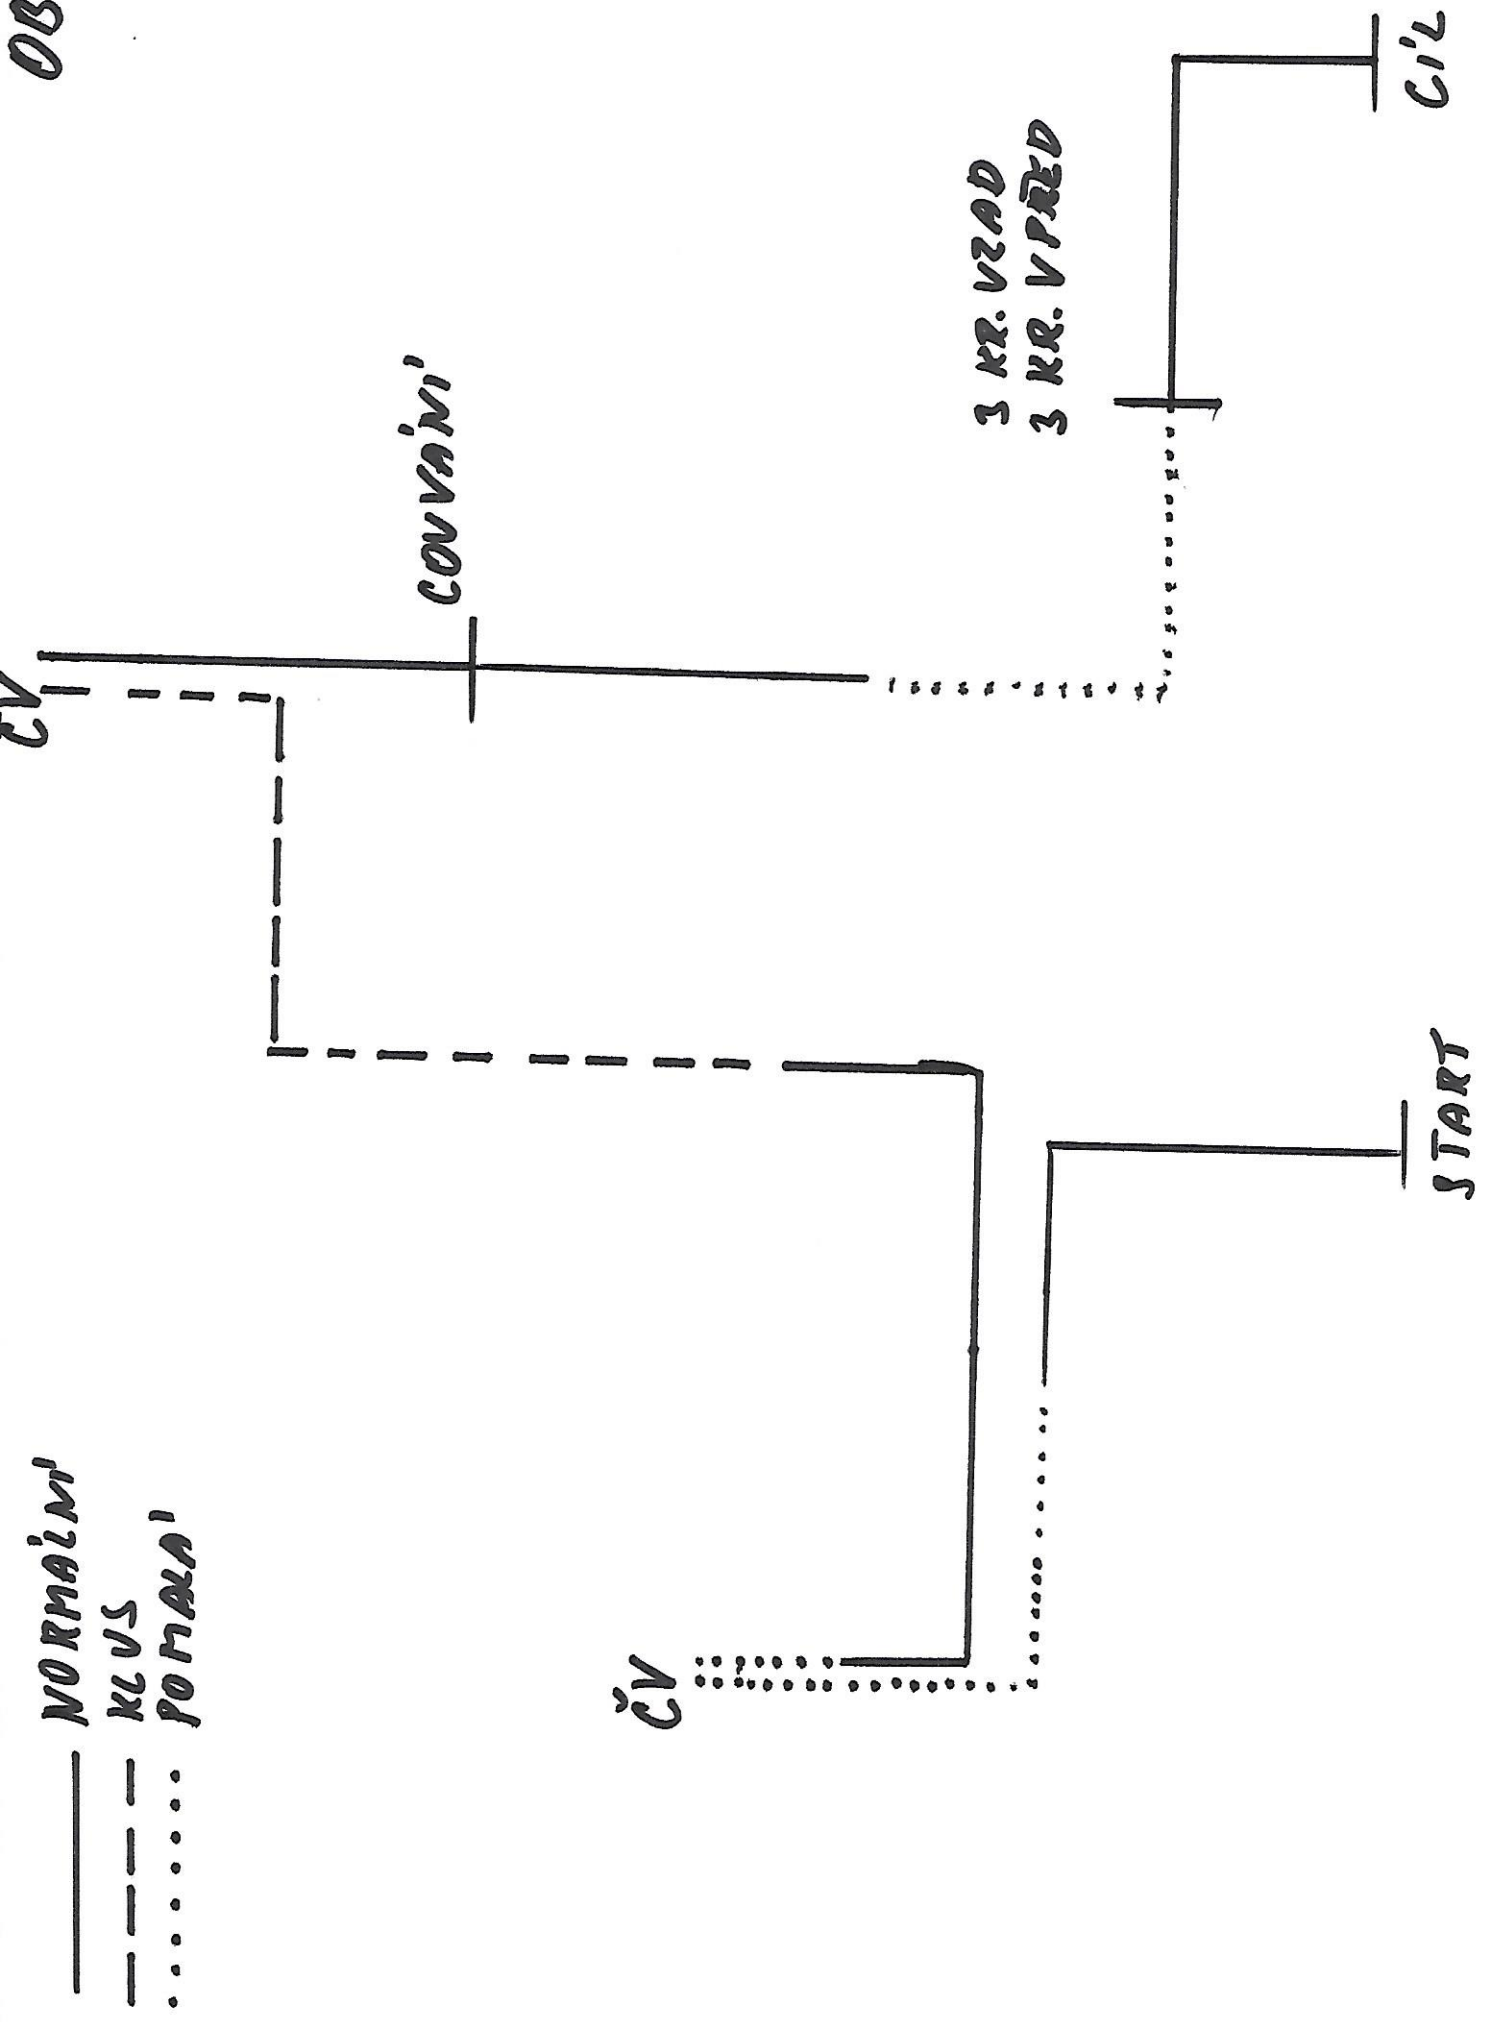 NORMÁLNÍ
KLUS
POMALÁ
ČV
COUVÁNÍ
OB
ČV
3 KR. VZAD
3 KR. VPŘED
START
CÍL